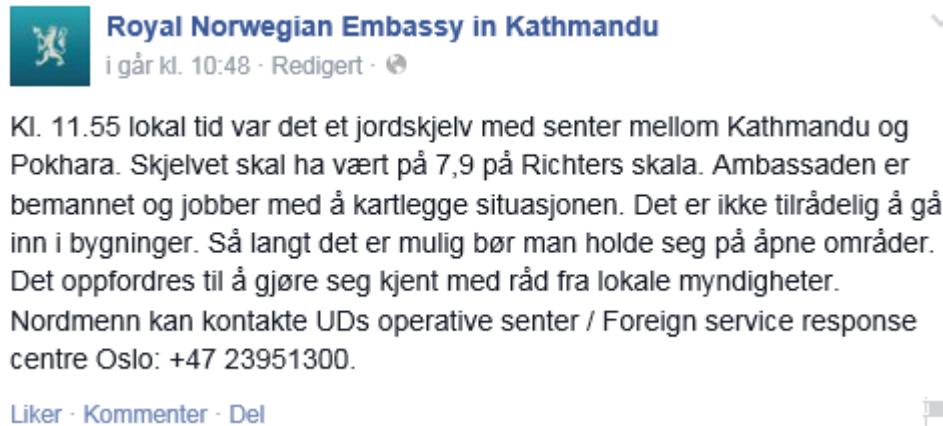 Royal Norwegian Embassy in Kathmandu
i går kl. 10:48 · Redigert ·
Kl. 11.55 lokal tid var det et jordskjelv med senter mellom Kathmandu og
Pokhara. Skjelvet skal ha vært på 7,9 på Richters skala. Ambassaden er
bemannet og jobber med å kartlegge situasjonen. Det er ikke tilrådelig å gå
inn i bygninger. Så langt det er mulig bør man holde seg på åpne områder.
Det oppfordres til å gjøre seg kjent med råd fra lokale myndigheter.
Nordmenn kan kontakte UDs operative senter / Foreign service response
centre Oslo: +47 23951300.
Liker · Kommenter · Del